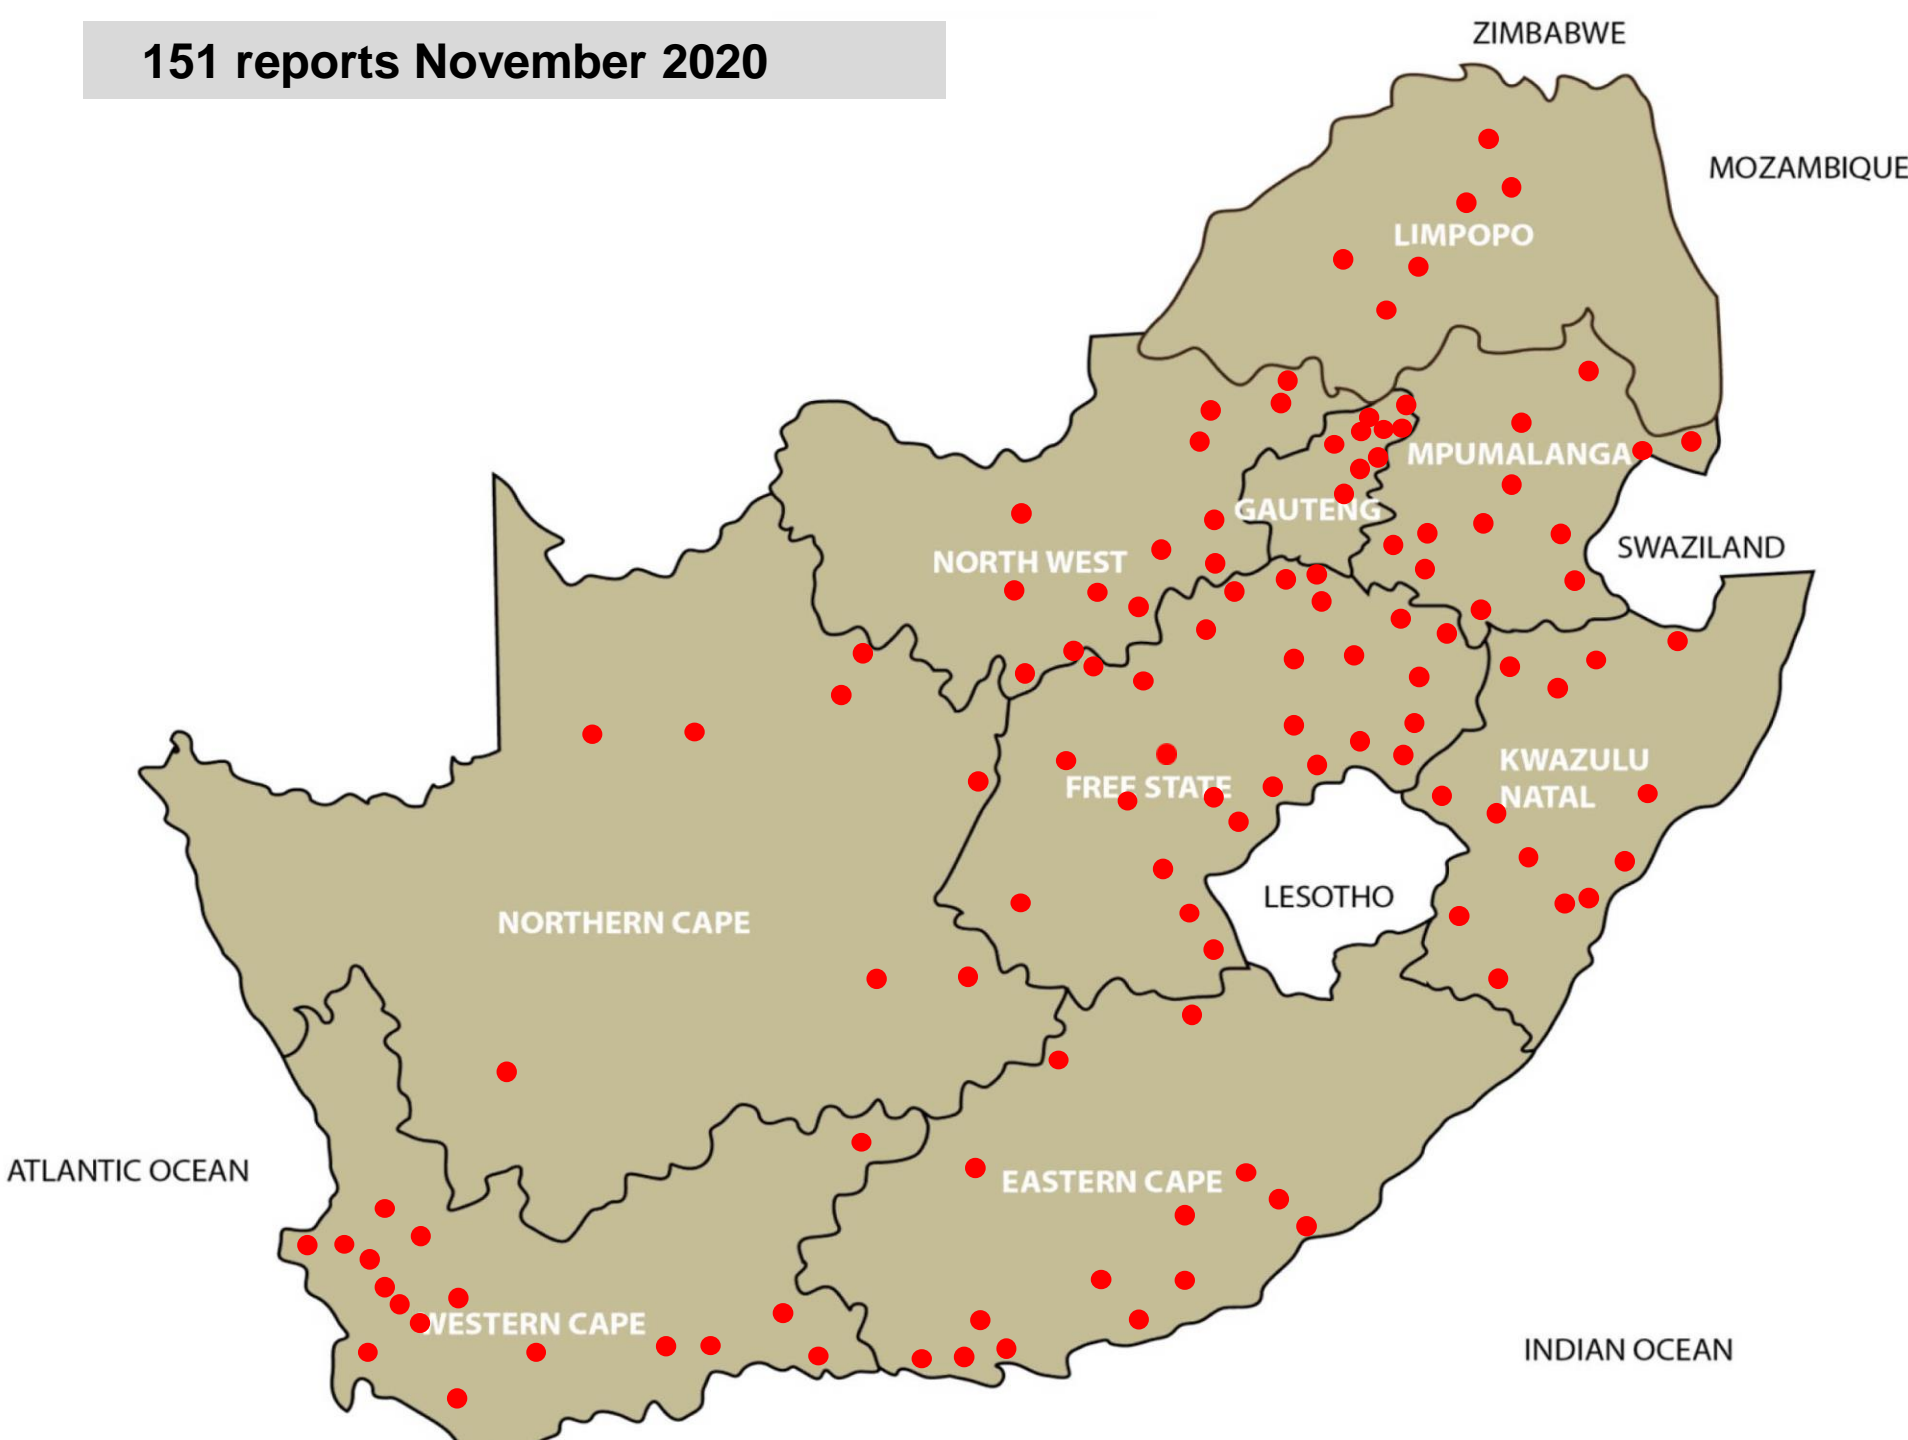 151 reports November 2020
ZIMBABWE
MOZAMBIQUE
LIMPOPO
MPUMALANGA
GAUTENG
SWAZILAND
NORTH WEST
KWAZULU
NATAL
FREE STATE
LESOTHO
NORTHERN CAPE
ATLANTIC OCEAN
EASTERN CAPE
WESTERN CAPE
INDIAN OCEAN